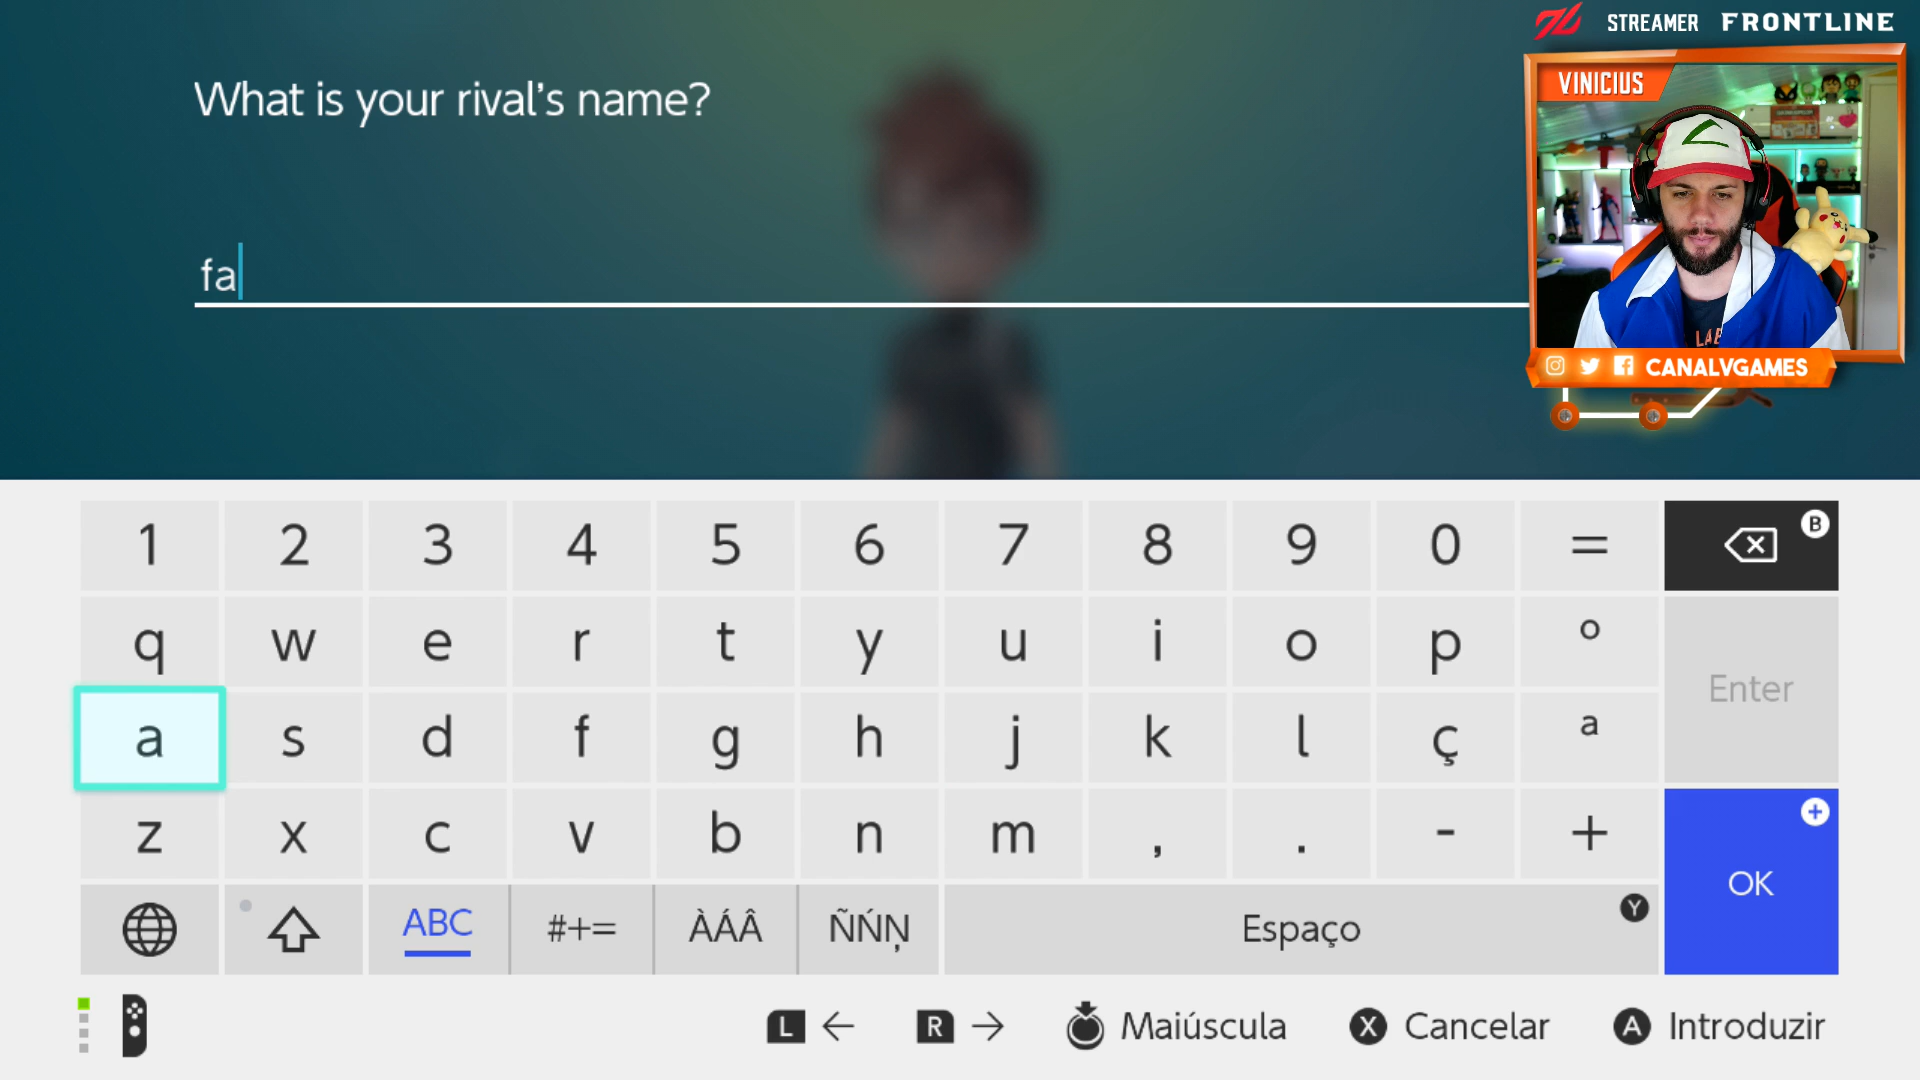 STREAMER FRONTLINE
VINICIUS
What is your rival's name?
fa
CANALVGAMES
1 2 3 4 5 6 7 8 9 0 = B
q w e r t y u i o p º
Enter
a s d f g h j k l ç ª
z x c v b n m , . - +
OK
ABC #+= ÀÁÂ ÑŃŅ Espaço Y
L ← R → Maiúscula X Cancelar A Introduzir